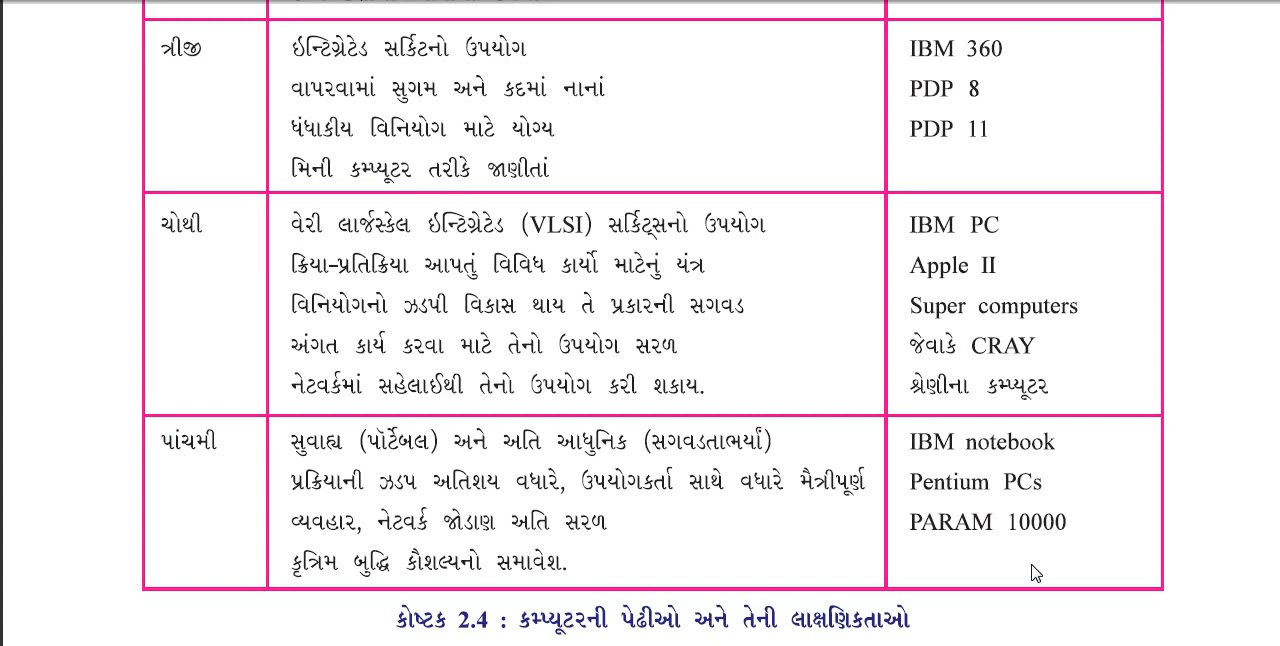 ત્રીજી
ઇન્ટિગ્રેટેડ સર્કિટનો ઉપયોગ
વાપરવામાં સુગમ અને કદમાં નાનાં
ધંધાકીય વિનિયોગ માટે યોગ્ય
મિની કમ્પ્યૂટર તરીકે જાણીતાં
IBM 360
PDP 8
PDP 11
ચોથી
વેરી લાર્જસ્કેલ ઇન્ટિગ્રેટેડ (VLSI) સર્કિટ્સનો ઉપયોગ
ક્રિયા-પ્રતિક્રિયા આપતું વિવિધ કાર્યો માટેનું યંત્ર
વિનિયોગનો ઝડપી વિકાસ થાય તે પ્રકારની સગવડ
અંગત કાર્ય કરવા માટે તેનો ઉપયોગ સરળ
નેટવર્કમાં સહેલાઈથી તેનો ઉપયોગ કરી શકાય.
IBM PC
Apple II
Super computers
જેવાકે CRAY
શ્રેણીના કમ્પ્યૂટર
પાંચમી
સુવાહ્ય (પૉર્ટેબલ) અને અતિ આધુનિક (સગવડતાભર્યાં)
પ્રક્રિયાની ઝડપ અતિશય વધારે, ઉપયોગકર્તા સાથે વધારે મૈત્રીપૂર્ણ
વ્યવહાર, નેટવર્ક જોડાણ અતિ સરળ
કૃત્રિમ બુદ્ધિ કૌશલ્યનો સમાવેશ.
IBM notebook
Pentium PCs
PARAM 10000
કોષ્ટક 2.4 : કમ્પ્યૂટરની પેઢીઓ અને તેની લાક્ષણિકતાઓ